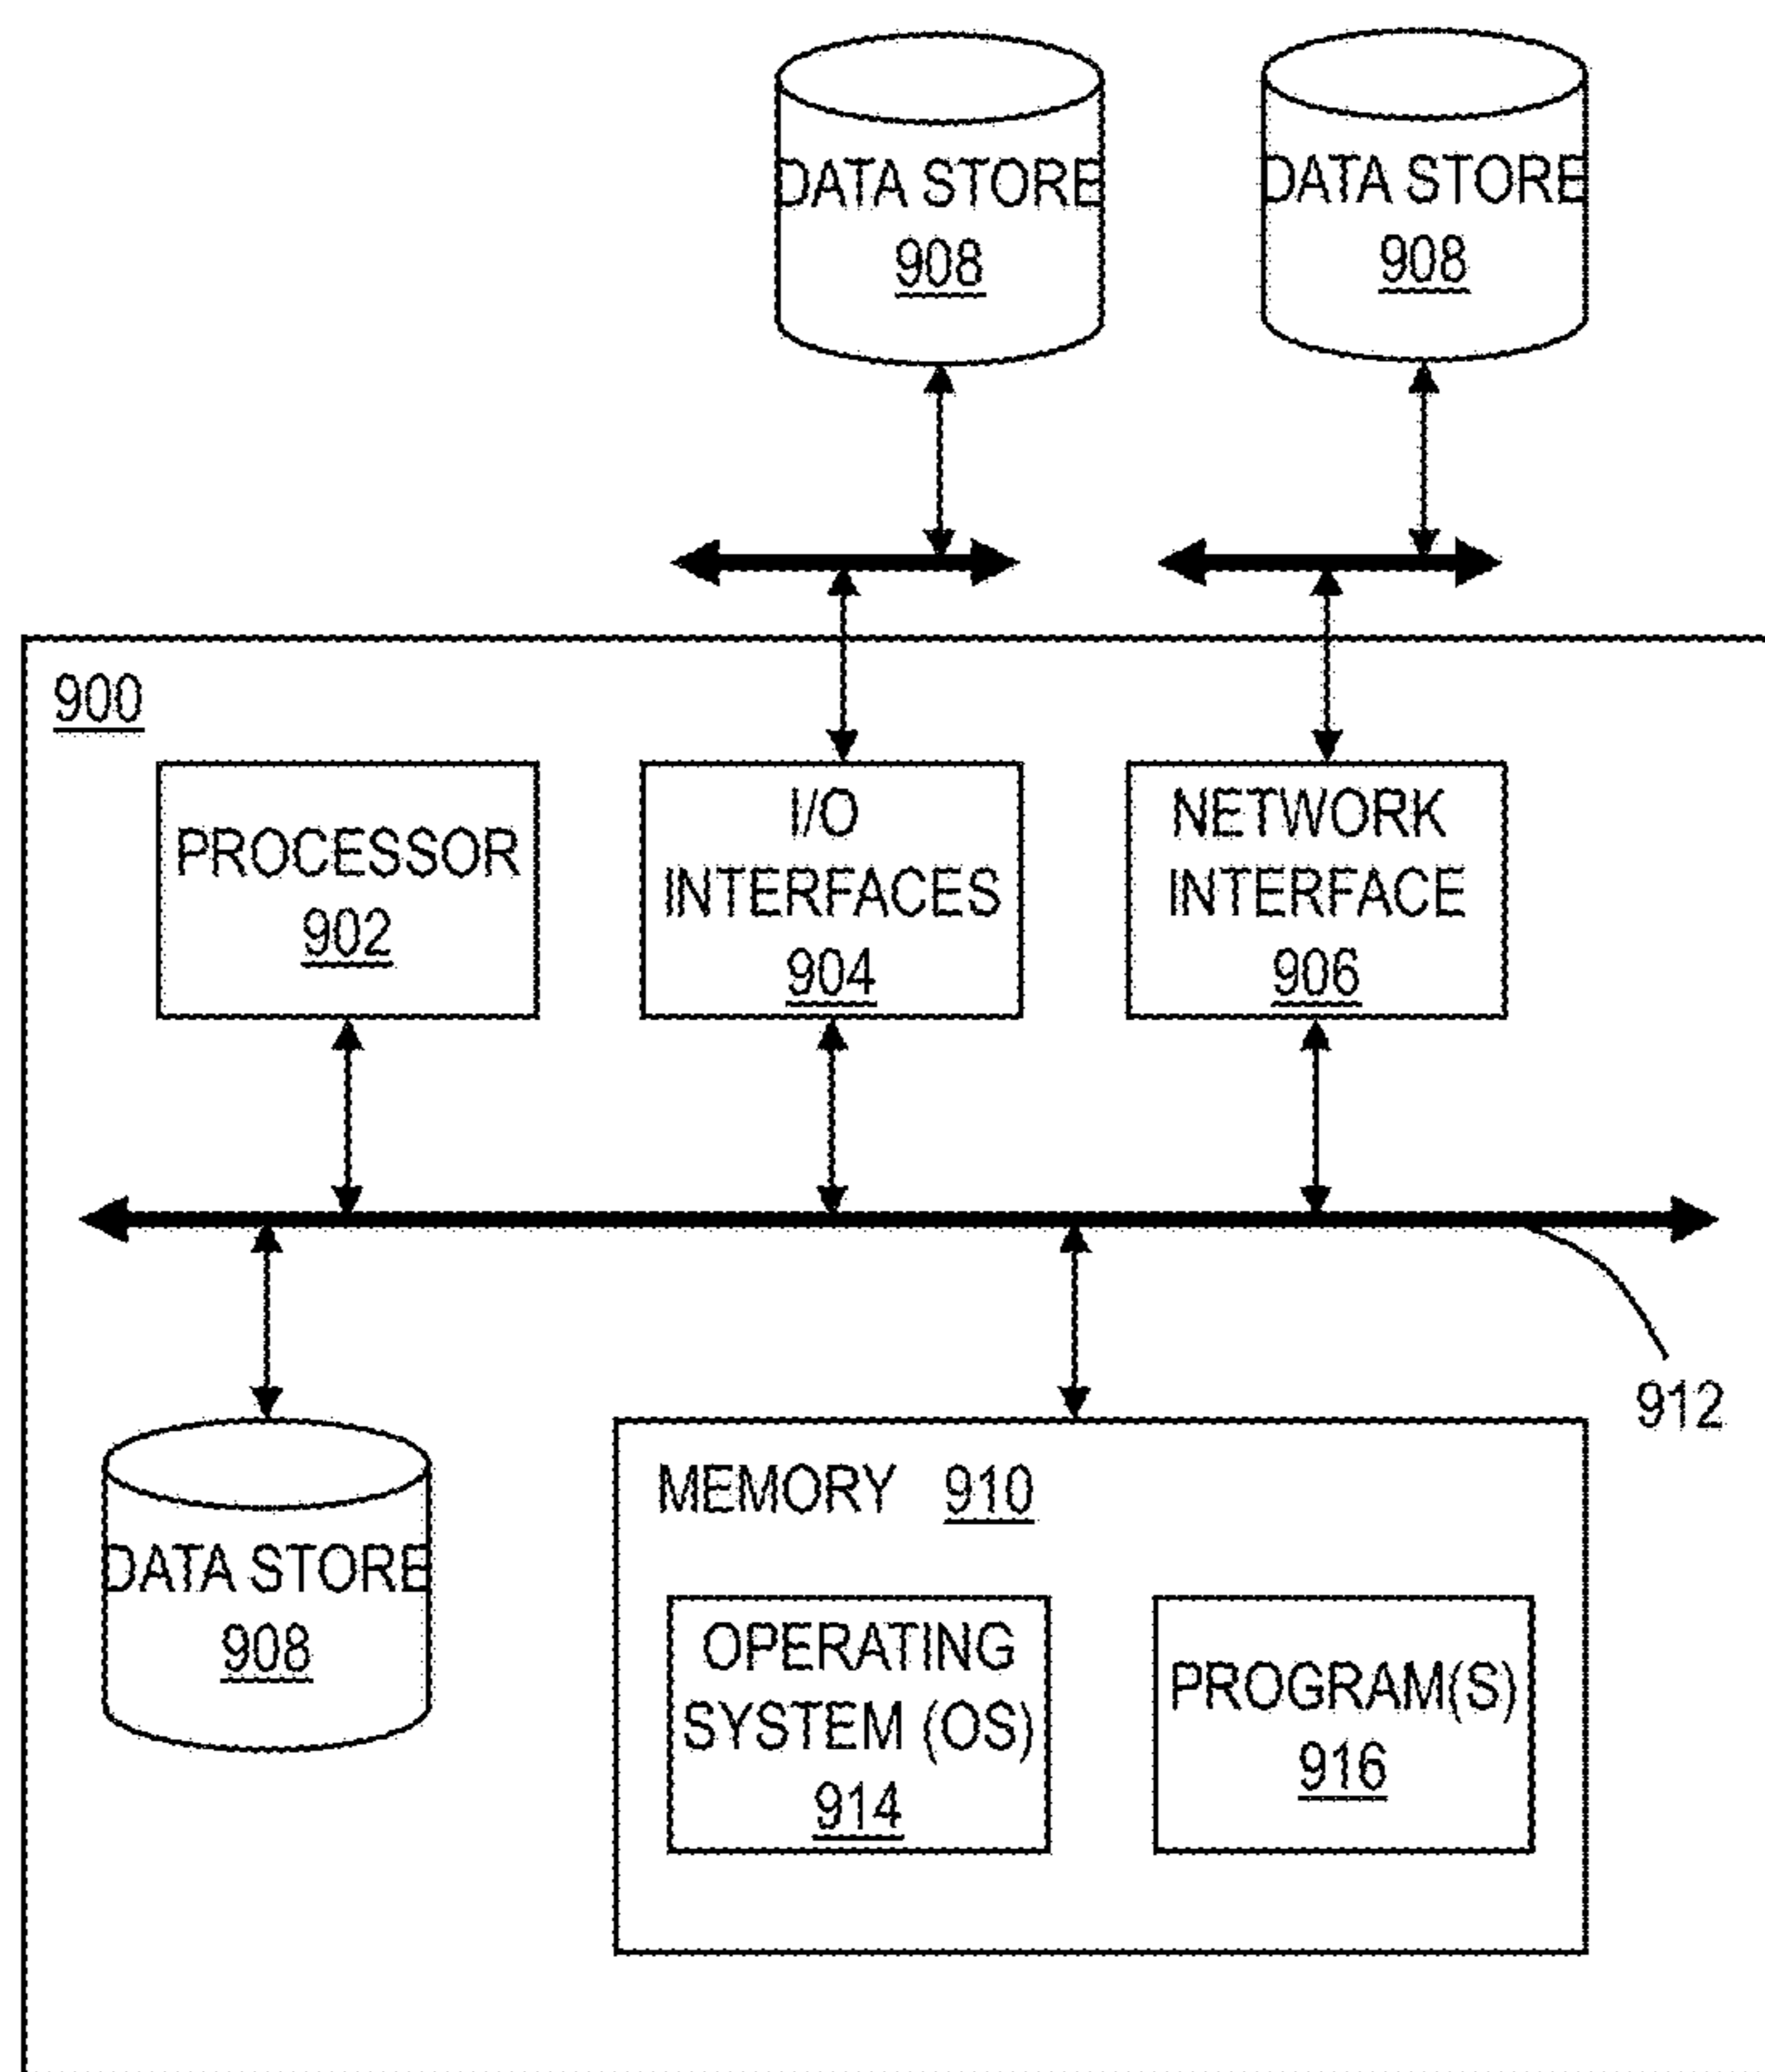 DATA STORE
908
DATA STORE
908
900
PROCESSOR
902
I/O
INTERFACES
904
NETWORK
INTERFACE
906
912
DATA STORE
908
MEMORY 910
OPERATING
SYSTEM (OS)
914
PROGRAM(S)
916